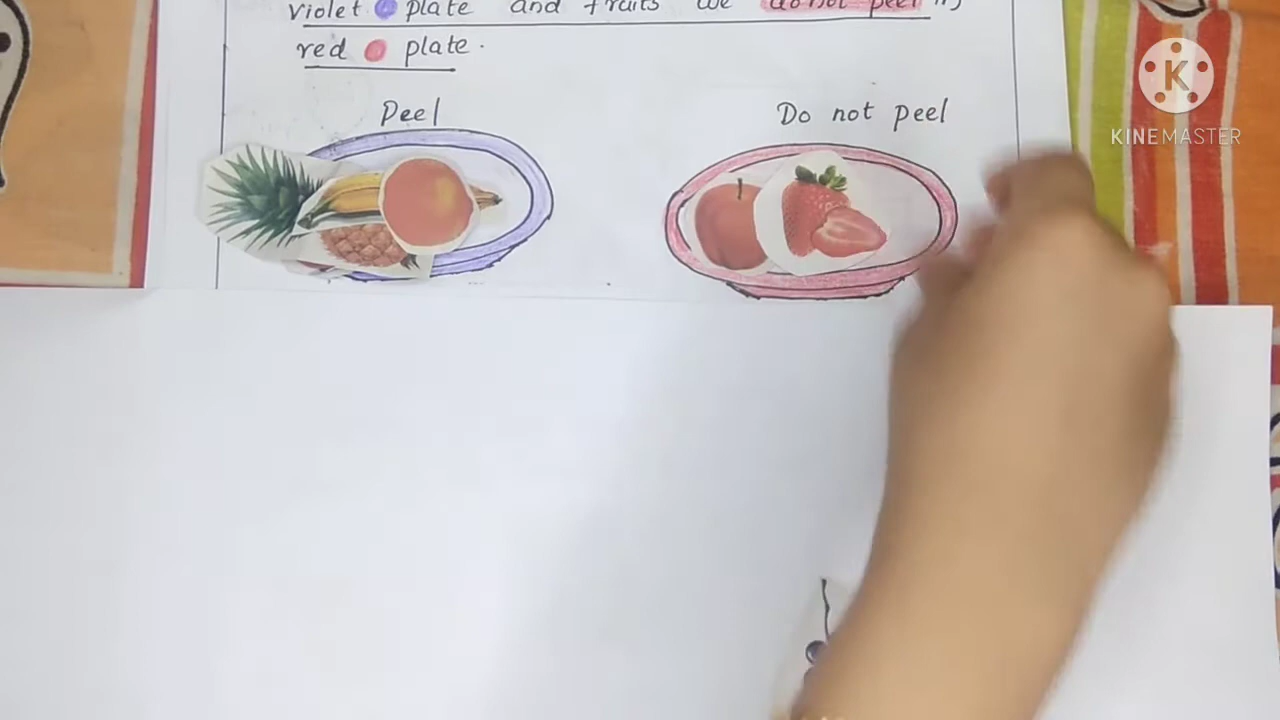 violet plate and fruits we do not peel in
red plate.
Peel
Do not peel
K
KINEMASTER